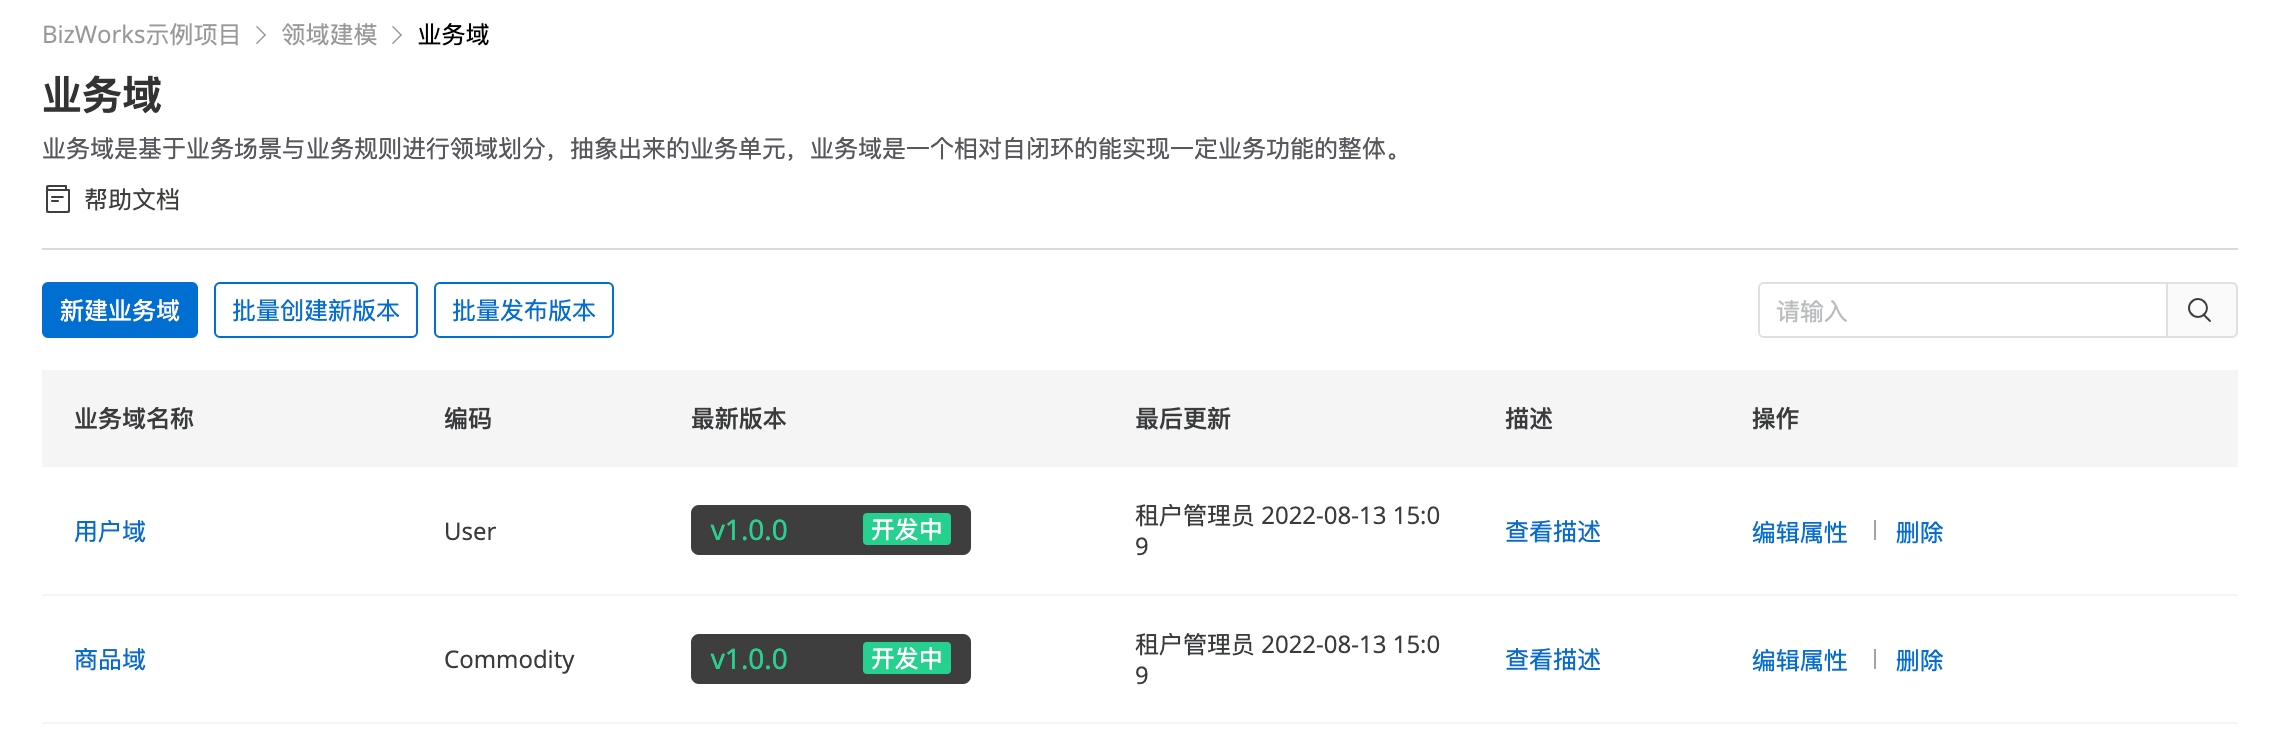 BizWorks示例项目 > 领域建模 > 业务域
业务域
业务域是基于业务场景与业务规则进行领域划分，抽象出来的业务单元，业务域是一个相对自闭环的能实现一定业务功能的整体。
帮助文档
新建业务域 批量创建新版本 批量发布版本 请输入
业务域名称 编码 最新版本 最后更新 描述 操作
用户域 User v1.0.0 开发中 租户管理员 2022-08-13 15:0
9 查看描述 编辑属性 | 删除
商品域 Commodity v1.0.0 开发中 租户管理员 2022-08-13 15:0
9 查看描述 编辑属性 | 删除